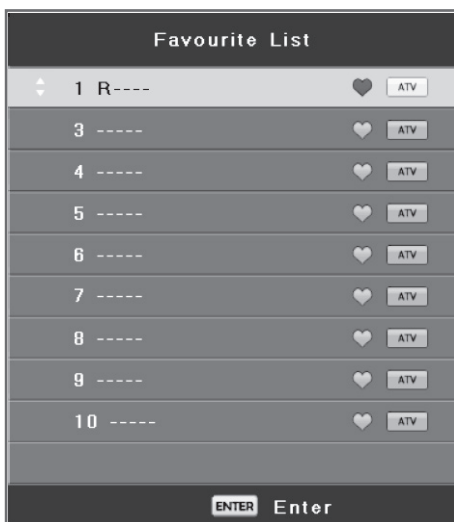 Favourite List
1 R---- ATV
3 ----- ATV
4 ----- ATV
5 ----- ATV
6 ----- ATV
7 ----- ATV
8 ----- ATV
9 ----- ATV
10 ----- ATV
ENTER Enter